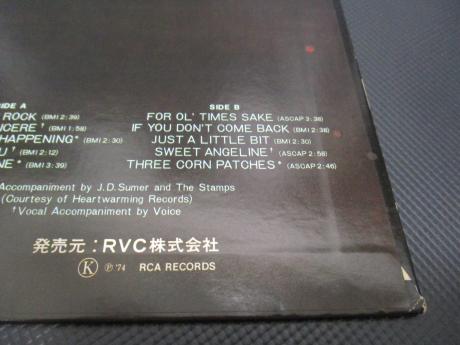 SIDE A
ROCK (BMI 2:39)
CERE† (BMI 1:58)
HAPPENING* (BMI 2:30)
U† (BMI 2:12)
NE* (BMI 3:39)
SIDE B
FOR OL' TIMES SAKE (ASCAP 3:38)
IF YOU DON'T COME BACK (BMI 2:38)
JUST A LITTLE BIT (BMI 2:30)
SWEET ANGELINE† (ASCAP 2:58)
THREE CORN PATCHES* (ASCAP 2:46)
Accompaniment by J.D.Sumer and The Stamps
(Courtesy of Heartwarming Records)
†Vocal Accompaniment by Voice
発売元:RVC株式会社
K ℗'74 RCA RECORDS